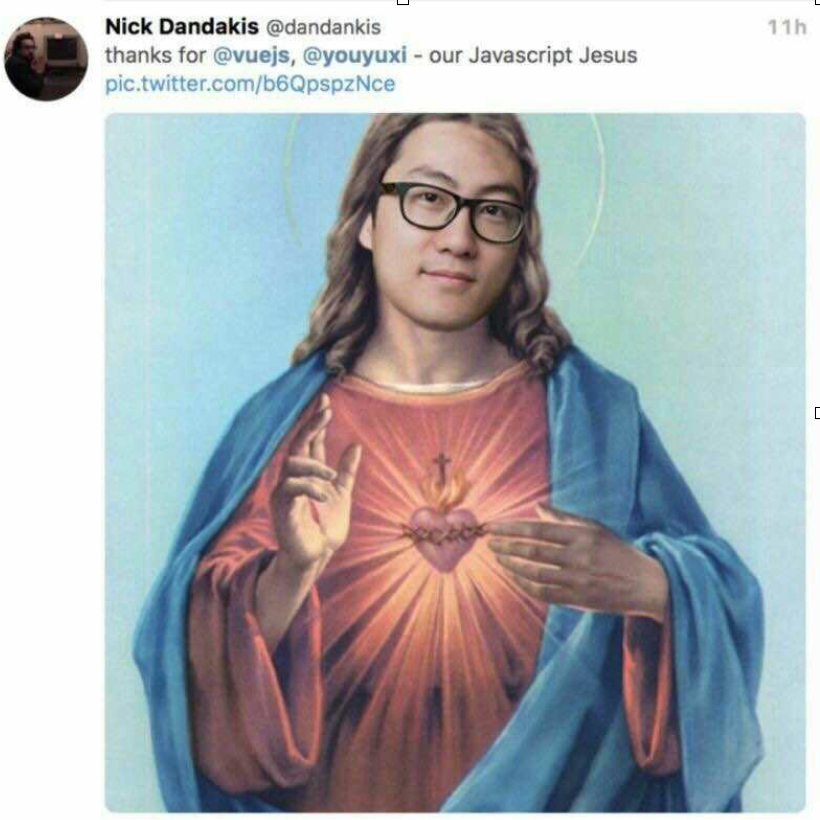 Nick Dandakis @dandankis 11h
thanks for @vuejs, @youyuxi - our Javascript Jesus
pic.twitter.com/b6QpspzNce